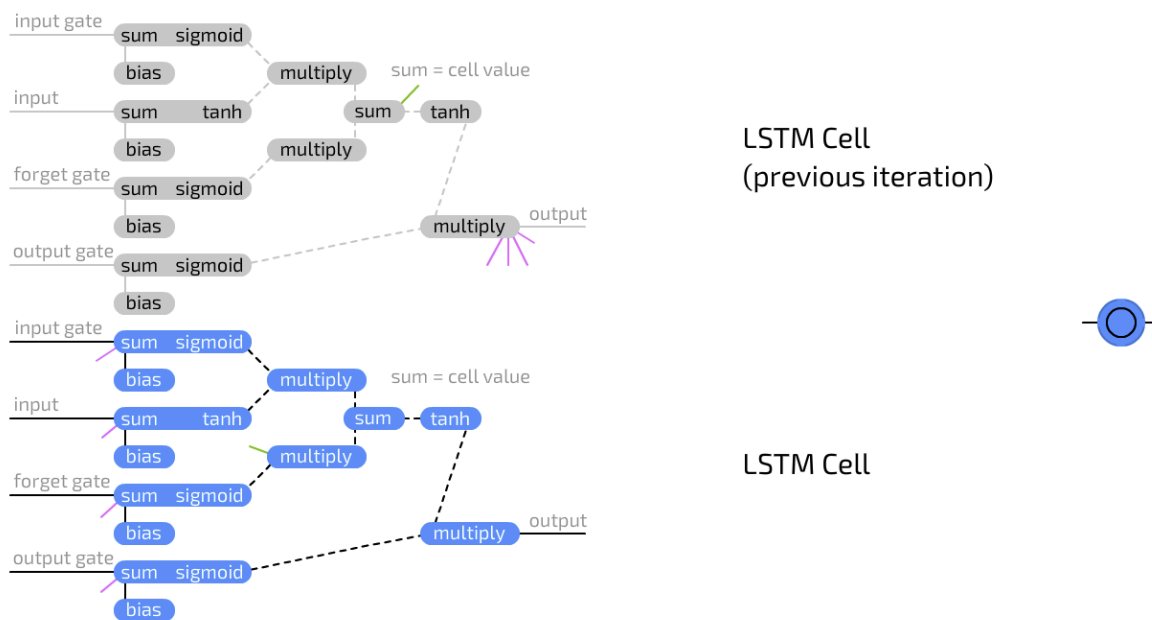 input gate
sum sigmoid
bias
multiply
sum = cell value
input
sum tanh
sum
tanh
bias
multiply
forget gate
sum sigmoid
bias
multiply
output
output gate
sum sigmoid
bias
LSTM Cell
(previous iteration)
input gate
sum sigmoid
bias
multiply
sum = cell value
input
sum tanh
sum
tanh
bias
multiply
forget gate
sum sigmoid
bias
multiply
output
output gate
sum sigmoid
bias
LSTM Cell